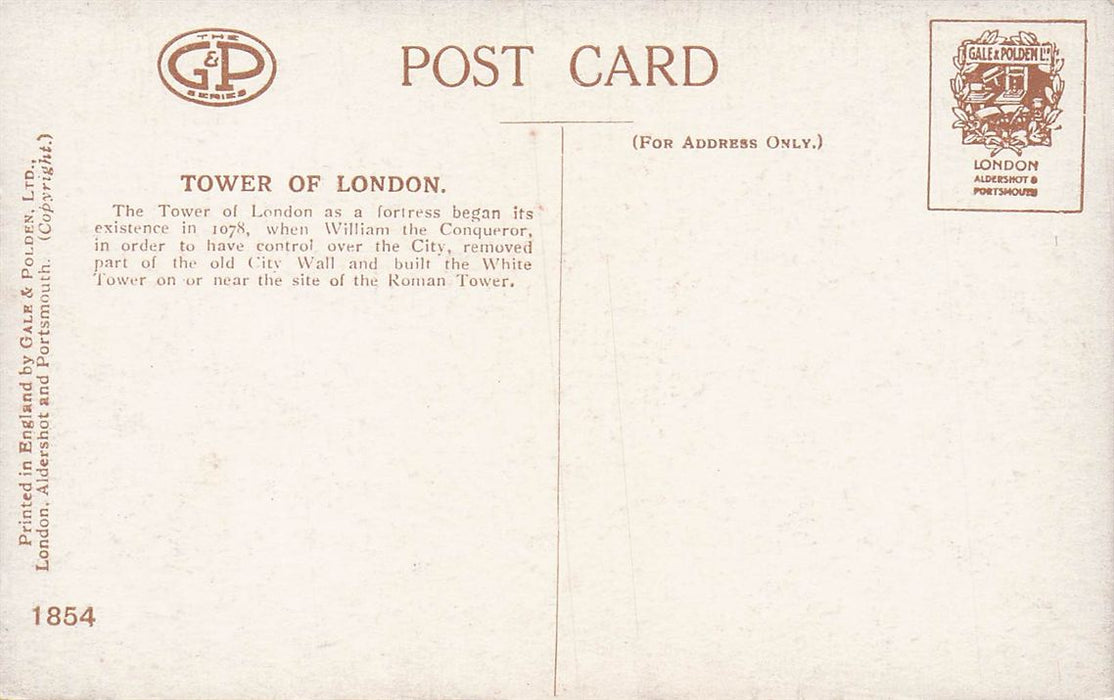 THE
G&P
SERIES
POST CARD
GALE & POLDEN LTD
LONDON
ALDERSHOT &
PORTSMOUTH
(For Address Only.)
TOWER OF LONDON.
The Tower of London as a fortress began its
existence in 1078, when William the Conqueror,
in order to have control over the City, removed
part of the old City Wall and built the White
Tower on or near the site of the Roman Tower.
Printed in England by Gale & Polden, Ltd.,
London, Aldershot and Portsmouth. (Copyright.)
1854